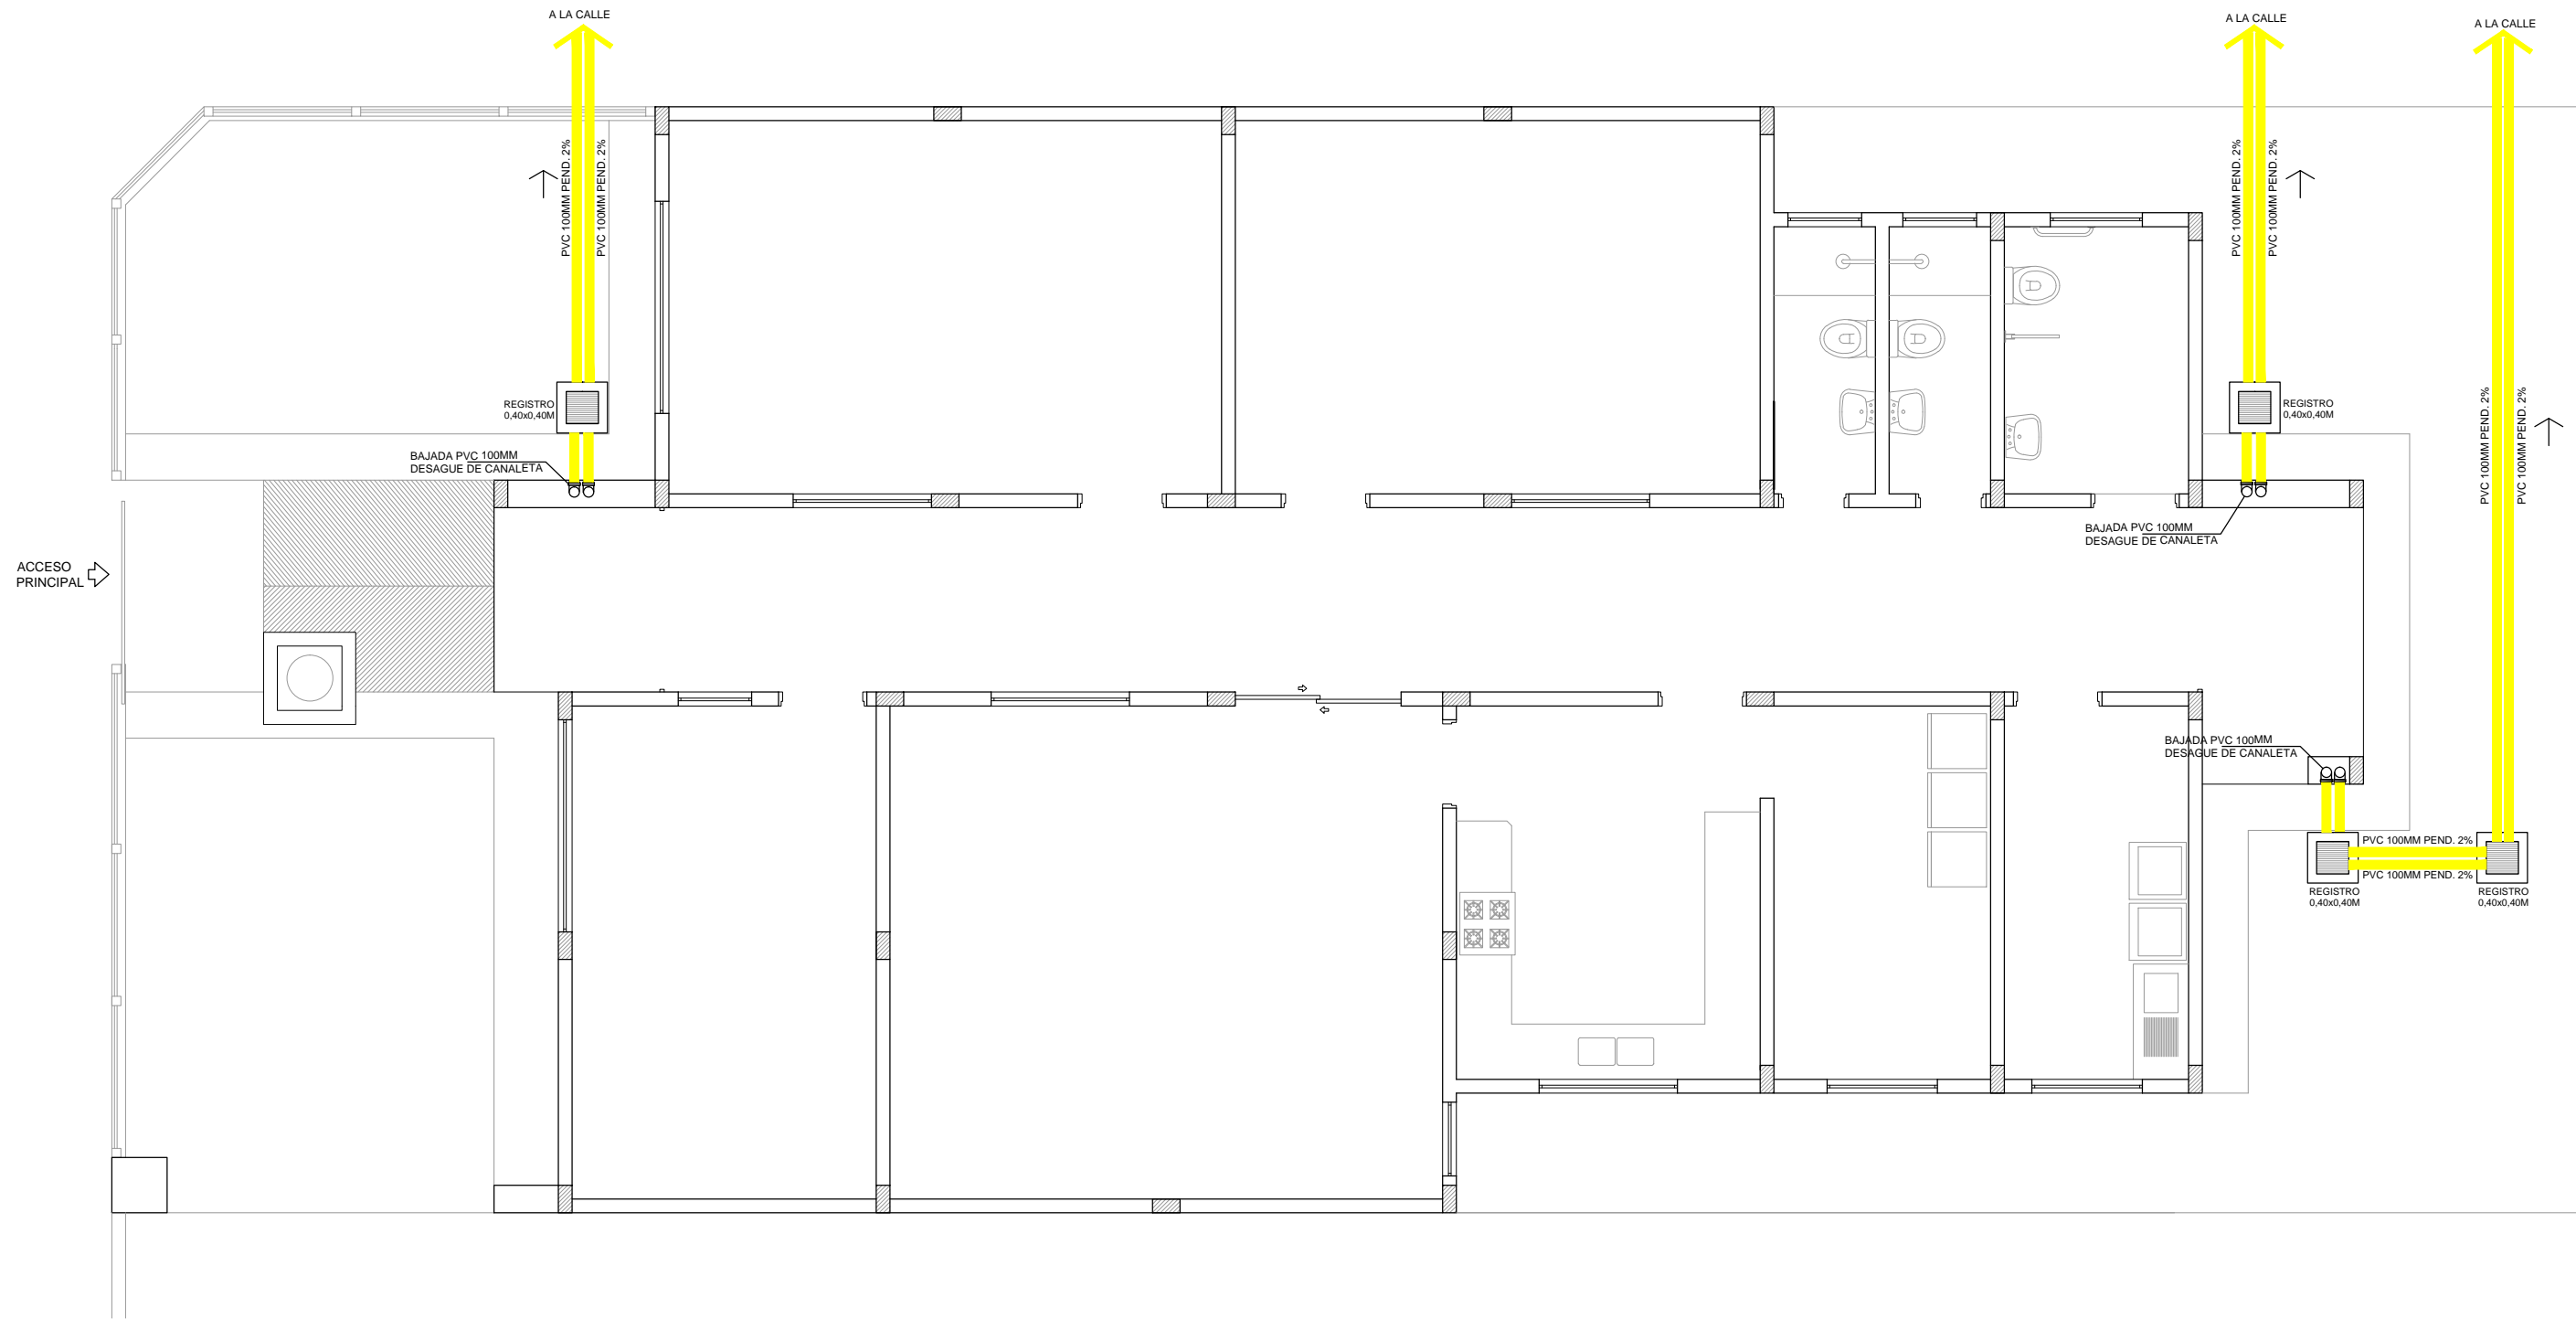 A LA CALLE
A LA CALLE
A LA CALLE
PVC 100MM PEND. 2%
PVC 100MM PEND. 2%
PVC 100MM PEND. 2%
PVC 100MM PEND. 2%
REGISTRO
0,40x0,40M
REGISTRO
0,40x0,40M
PVC 100MM PEND. 2%
PVC 100MM PEND. 2%
BAJADA PVC 100MM
DESAGUE DE CANALETA
BAJADA PVC 100MM
DESAGUE DE CANALETA
ACCESO
PRINCIPAL
BAJADA PVC 100MM
DESAGUE DE CANALETA
PVC 100MM PEND. 2%
PVC 100MM PEND. 2%
REGISTRO
0,40x0,40M
REGISTRO
0,40x0,40M